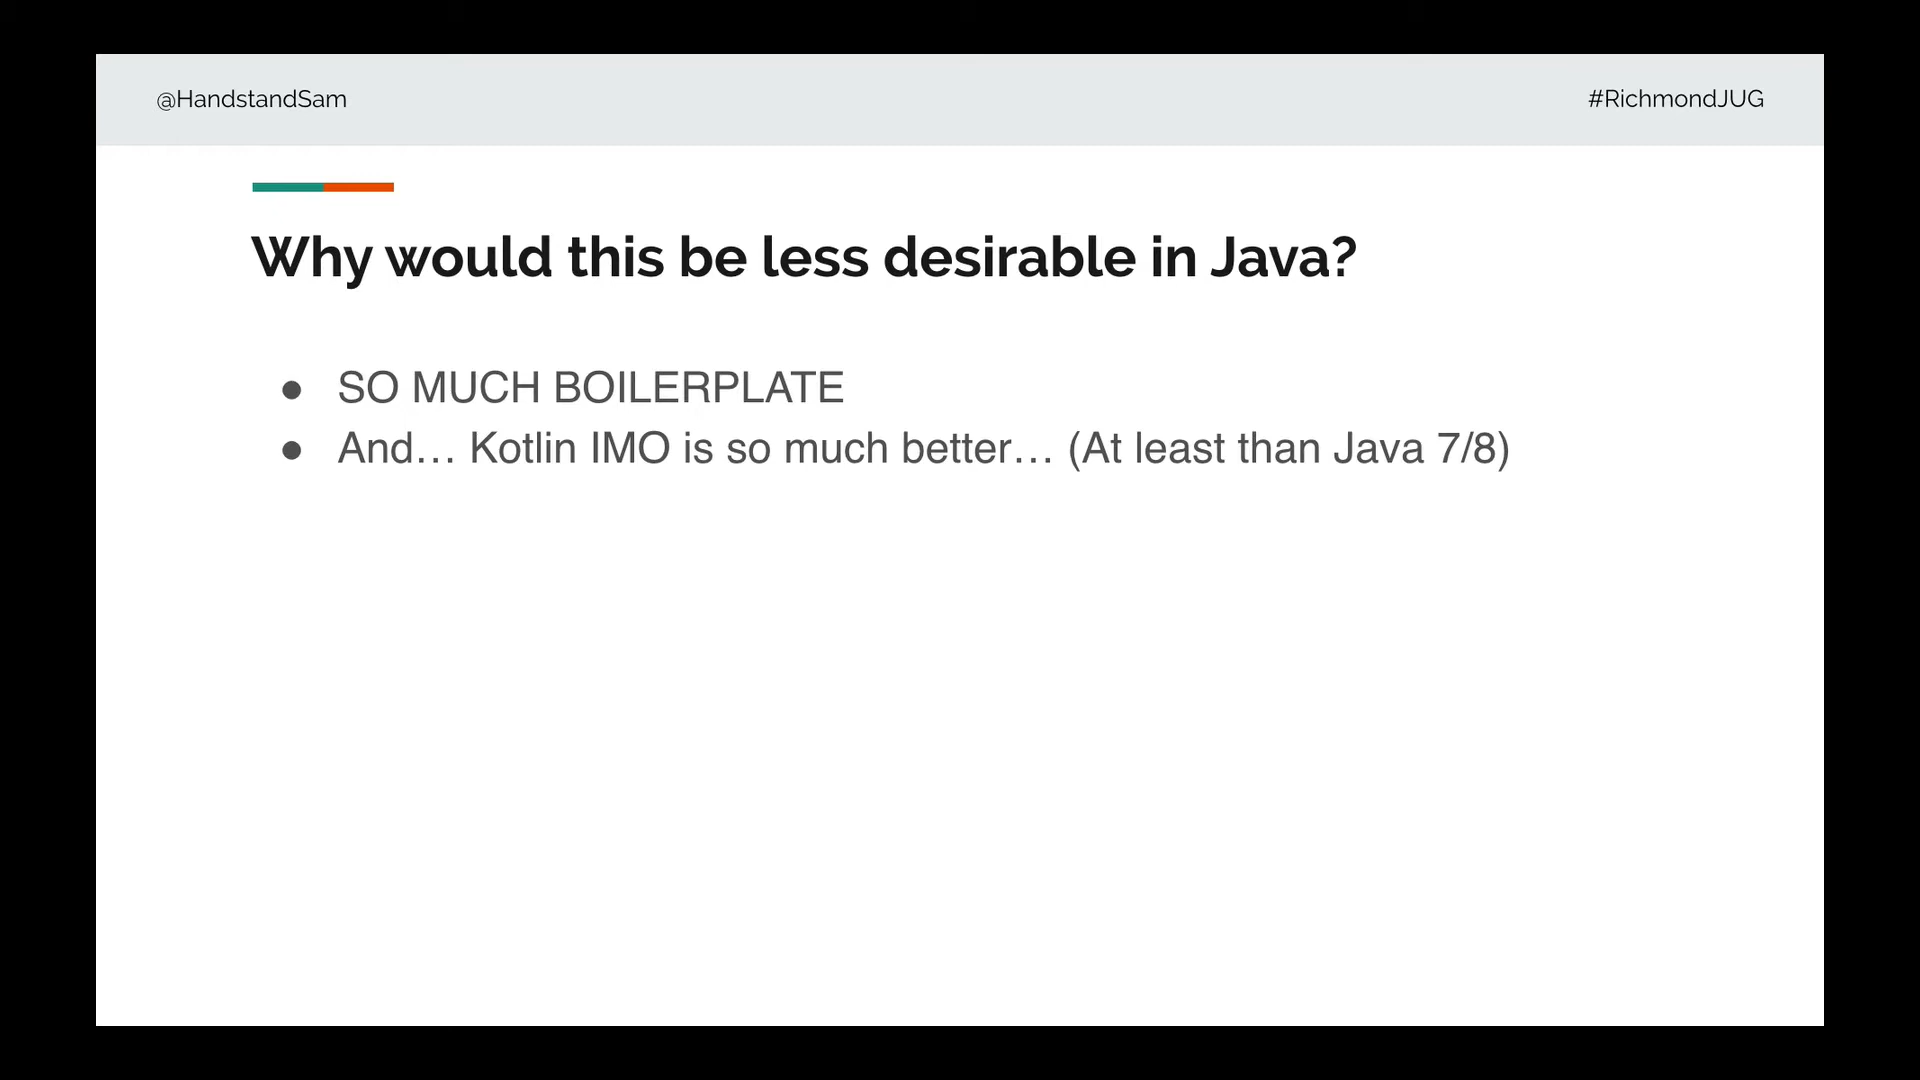 @HandstandSam
#RichmondJUG
Why would this be less desirable in Java?
● SO MUCH BOILERPLATE
● And… Kotlin IMO is so much better… (At least than Java 7/8)